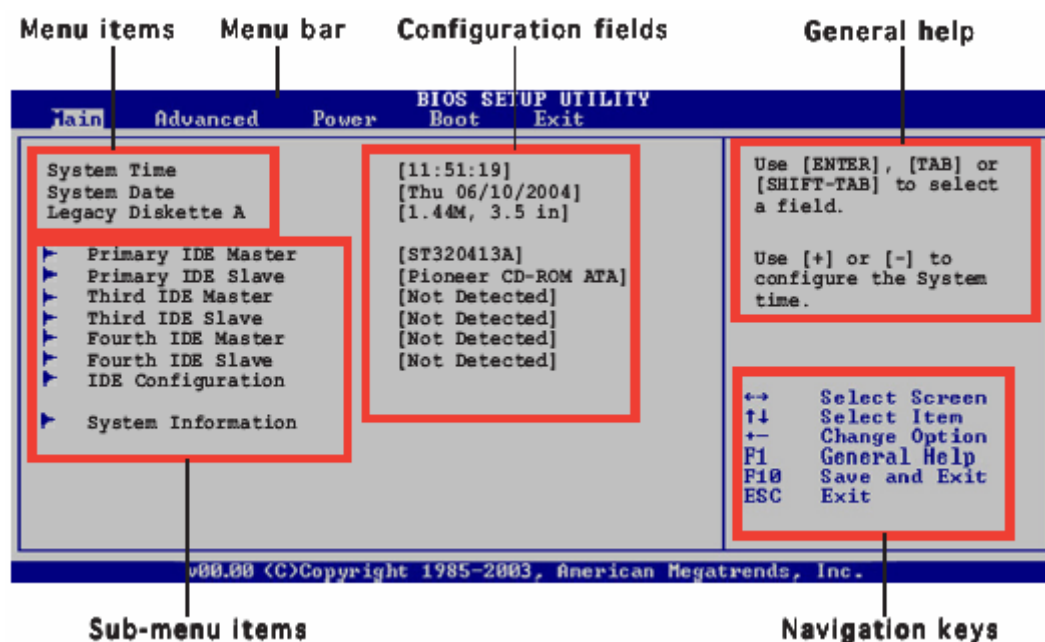 Menu items Menu bar Configuration fields General help
BIOS SETUP UTILITY
Main Advanced Power Boot Exit
System Time [11:51:19]
System Date [Thu 06/10/2004]
Legacy Diskette A [1.44M, 3.5 in]
Primary IDE Master [ST320413A]
Primary IDE Slave [Pioneer CD-ROM ATA]
Third IDE Master [Not Detected]
Third IDE Slave [Not Detected]
Fourth IDE Master [Not Detected]
Fourth IDE Slave [Not Detected]
IDE Configuration
System Information
Use [ENTER], [TAB] or
[SHIFT-TAB] to select
a field.
Use [+] or [-] to
configure the System
time.
←→ Select Screen
↑↓ Select Item
+- Change Option
F1 General Help
F10 Save and Exit
ESC Exit
v00.00 (C)Copyright 1985-2003, American Megatrends, Inc.
Sub-menu items Navigation keys